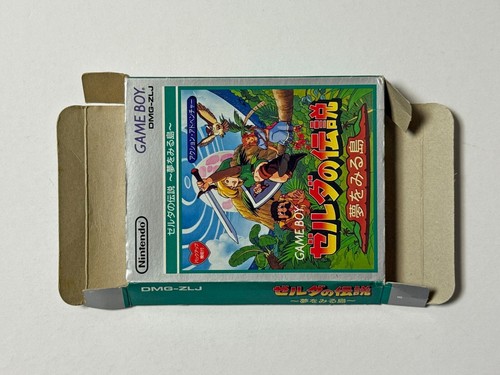 GAME BOY
DMG-ZLJ
ゼルダの伝説 ～夢をみる島～
Nintendo
アクション・アドベンチャー
GAME BOY
ゼルダの伝説
夢をみる島
DMG-ZLJ
ゼルダの伝説
～夢をみる島～